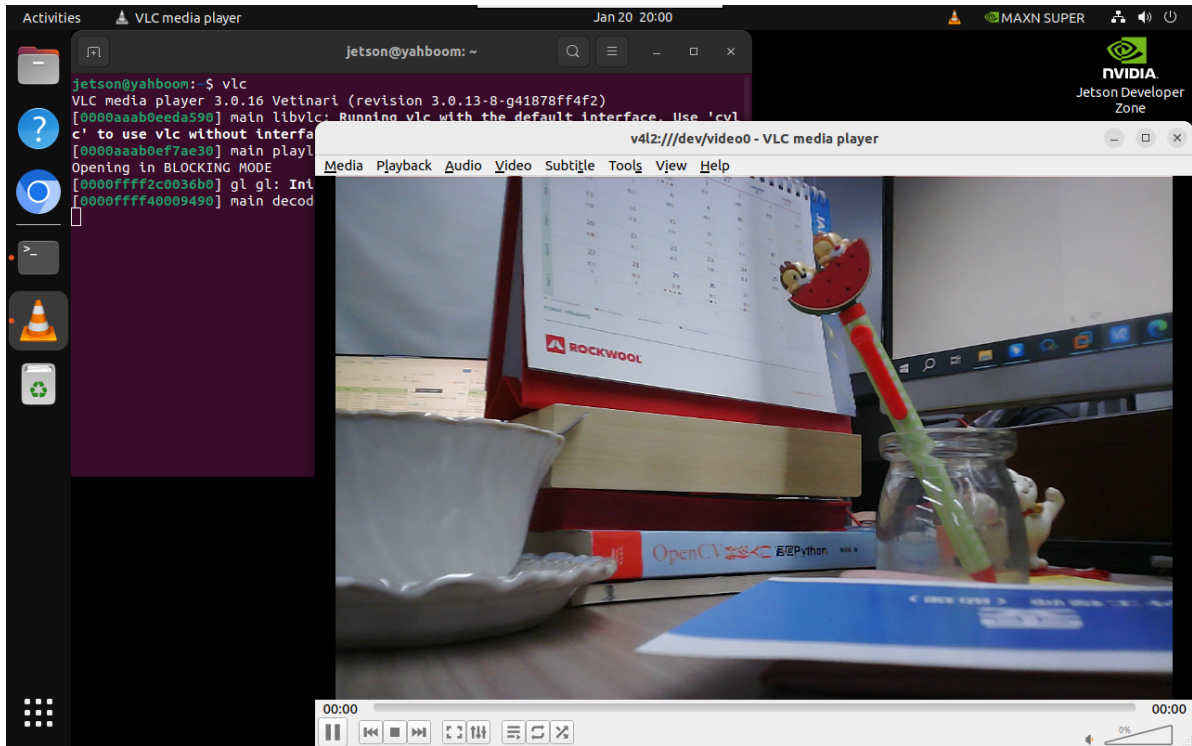 Activities
VLC media player
Jan 20 20:00
MAXN SUPER
jetson@yahboom: ~
NVIDIA.
Jetson Developer
Zone
jetson@yahboom:~$ vlc
VLC media player 3.0.16 Vetinari (revision 3.0.13-8-g41878ff4f2)
[0000aaab0eeda590] main libvlc: Running vlc with the default interface. Use 'cvl
c' to use vlc without interfa
[0000aaab0ef7ae30] main playl
Opening in BLOCKING MODE
[0000ffff2c0036b0] gl gl: Ini
[0000ffff40009490] main decod
v4l2:///dev/video0 - VLC media player
Media Playback Audio Video Subtitle Tools View Help
JAN
PUBLIC HOLIDAYS
ROCKWOOL
OpenCV Python
00:00
00:00
0%